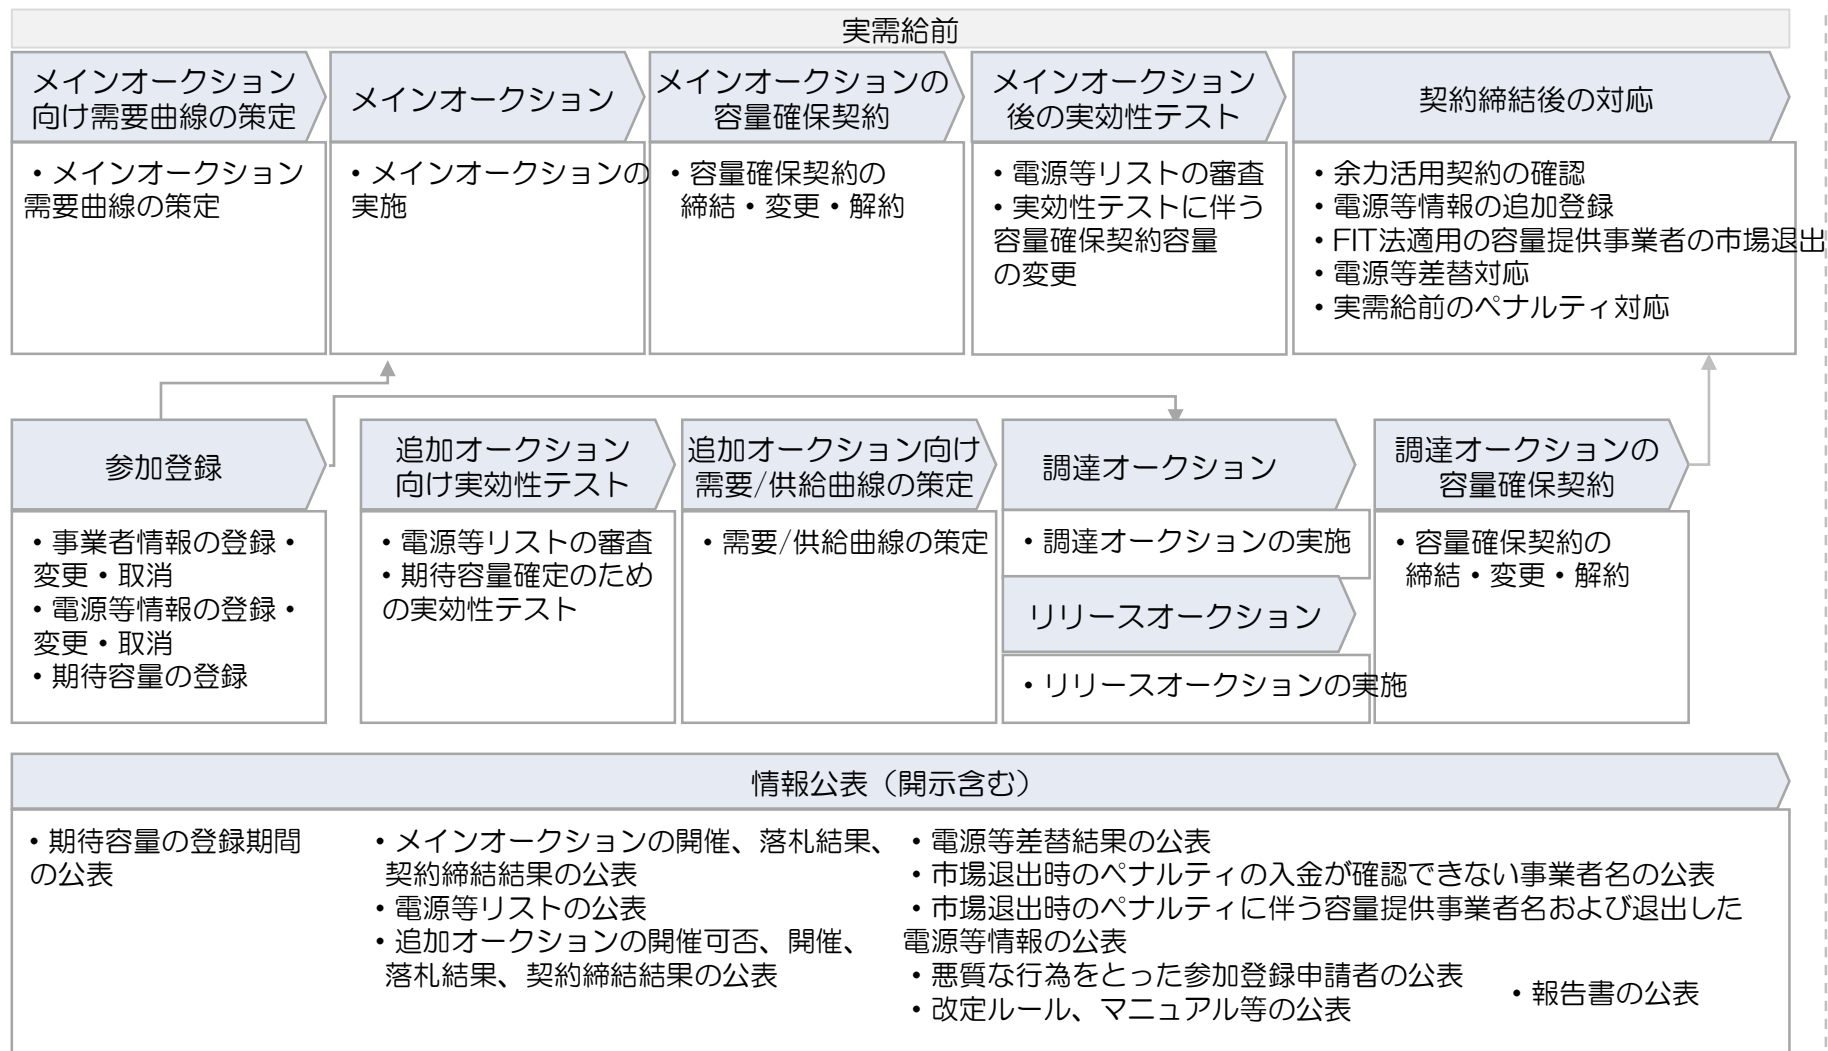 実需給前
メインオークション
向け需要曲線の策定
・メインオークション
需要曲線の策定
メインオークション
・メインオークションの
実施
メインオークションの
容量確保契約
・容量確保契約の
締結・変更・解約
メインオークション
後の実効性テスト
・電源等リストの審査
・実効性テストに伴う
容量確保契約容量
の変更
契約締結後の対応
・余力活用契約の確認
・電源等情報の追加登録
・FIT法適用の容量提供事業者の市場退出
・電源等差替対応
・実需給前のペナルティ対応
参加登録
・事業者情報の登録・
変更・取消
・電源等情報の登録・
変更・取消
・期待容量の登録
追加オークション
向け実効性テスト
・電源等リストの審査
・期待容量確定のため
の実効性テスト
追加オークション向け
需要/供給曲線の策定
・需要/供給曲線の策定
調達オークション
・調達オークションの実施
リリースオークション
・リリースオークションの実施
調達オークションの
容量確保契約
・容量確保契約の
締結・変更・解約
情報公表（開示含む）
・期待容量の登録期間
の公表
・メインオークションの開催、落札結果、
契約締結結果の公表
・電源等リストの公表
・追加オークションの開催可否、開催、
落札結果、契約締結結果の公表
・電源等差替結果の公表
・市場退出時のペナルティの入金が確認できない事業者名の公表
・市場退出時のペナルティに伴う容量提供事業者名および退出した
電源等情報の公表
・悪質な行為をとった参加登録申請者の公表
・改定ルール、マニュアル等の公表
・報告書の公表